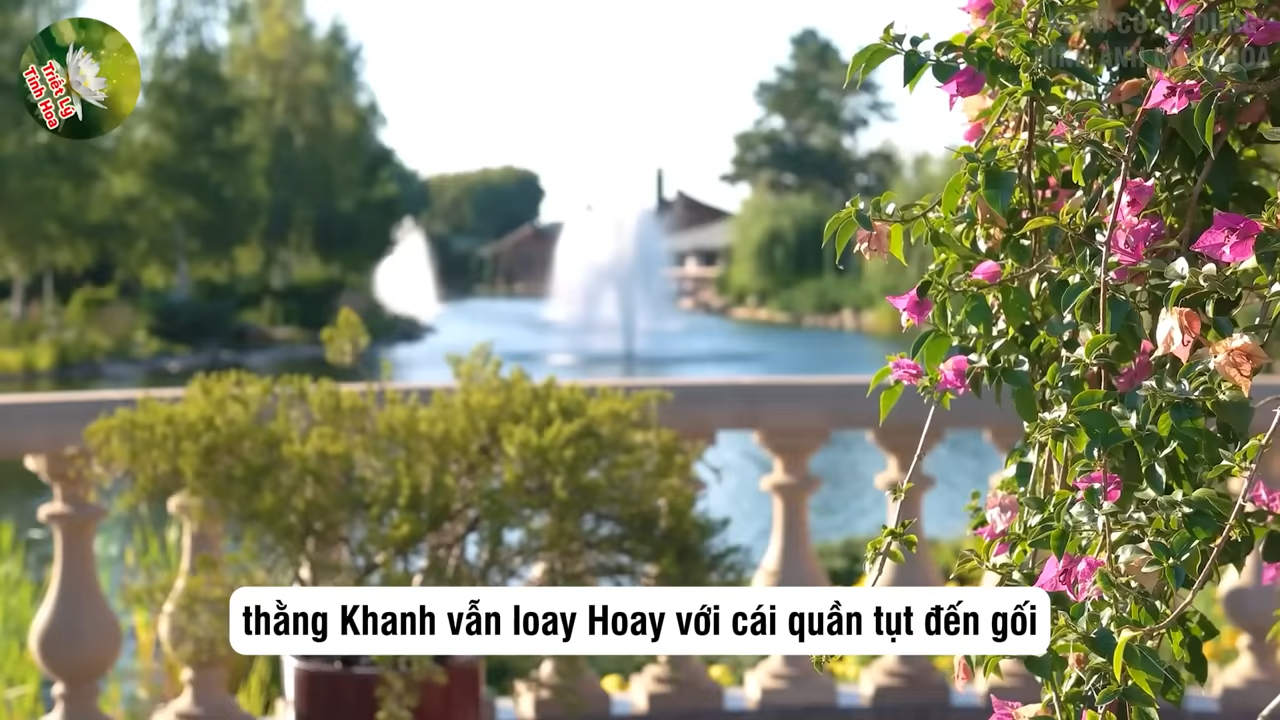 Triết Lý
Tinh Hoa
thằng Khanh vẫn loay Hoay với cái quần tụt đến gối